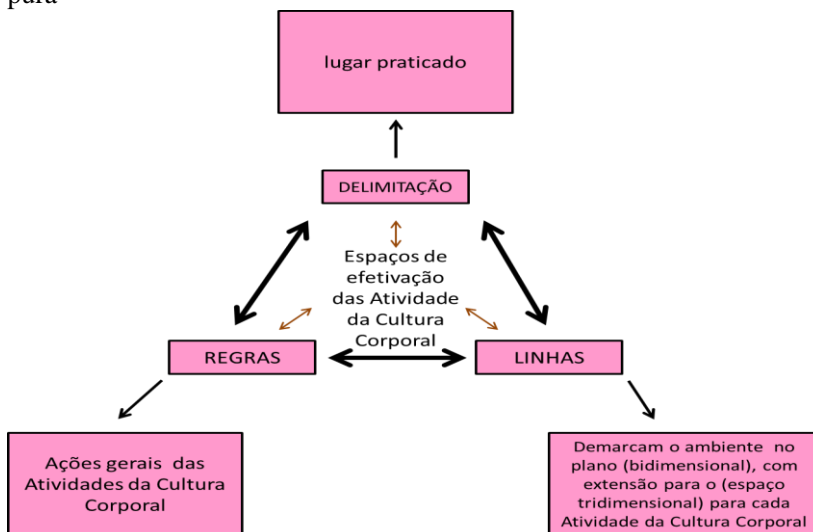 para
lugar praticado
DELIMITAÇÃO
Espaços de
efetivação
das Atividade
da Cultura
Corporal
REGRAS
LINHAS
Ações gerais das
Atividades da Cultura
Corporal
Demarcam o ambiente no
plano (bidimensional), com
extensão para o (espaço
tridimensional) para cada
Atividade da Cultura Corporal